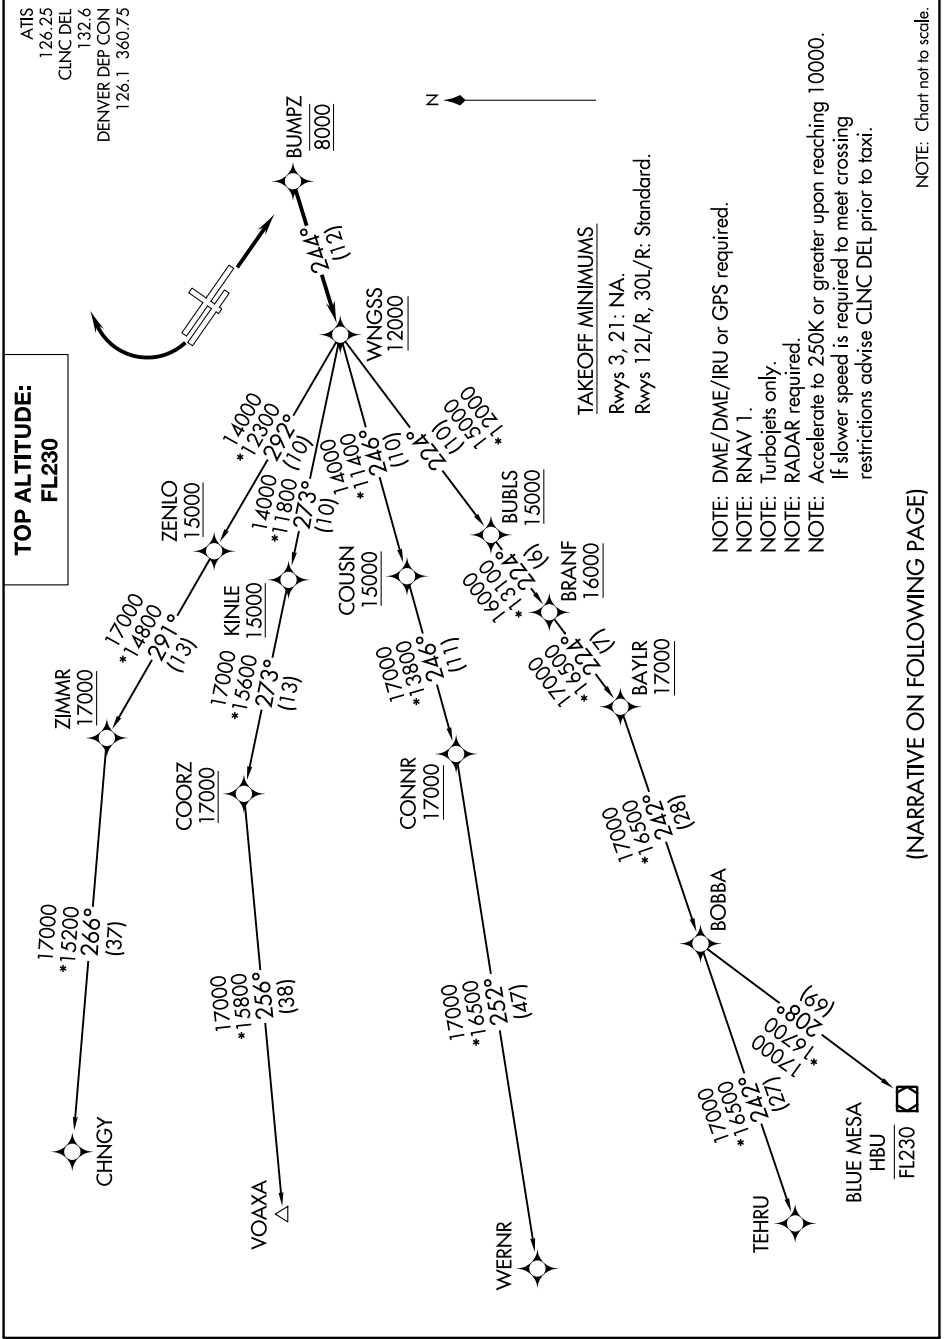 ATIS
126.25
CLNC DEL
132.6
DENVER DEP CON
126.1 360.75
TOP ALTITUDE:
FL230
N
BUMPZ
8000
244°
(12)
WNGSS
12000
14000
*12300
292°
(10)
ZENLO
15000
17000
*14800
291°
(13)
ZIMMR
17000
17000
*15200
266°
(37)
CHNGY
14000
*11800
273°
(10)
KINLE
15000
17000
*15600
273°
(13)
COORZ
17000
17000
*15800
256°
(38)
VOAXA
14000
*11400
246°
(10)
COUSN
15000
17000
*13800
246°
(11)
CONNR
17000
17000
*16500
252°
(47)
WERNR
224°
(10)
15000
*12000
BUBLS
15000
16000
*13100
224°
(6)
BRANF
16000
17000
*16500
224°
(7)
BAYLR
17000
17000
*16500
242°
(28)
BOBBA
17000
*16500
242°
(27)
TEHRU
17000
*16700
208°
(69)
BLUE MESA
HBU
FL230
TAKEOFF MINIMUMS
Rwys 3, 21: NA.
Rwys 12L/R, 30L/R: Standard.
NOTE: DME/DME/IRU or GPS required.
NOTE: RNAV 1.
NOTE: Turbojets only.
NOTE: RADAR required.
NOTE: Accelerate to 250K or greater upon reaching 10000.
If slower speed is required to meet crossing
restrictions advise CLNC DEL prior to taxi.
(NARRATIVE ON FOLLOWING PAGE)
NOTE: Chart not to scale.